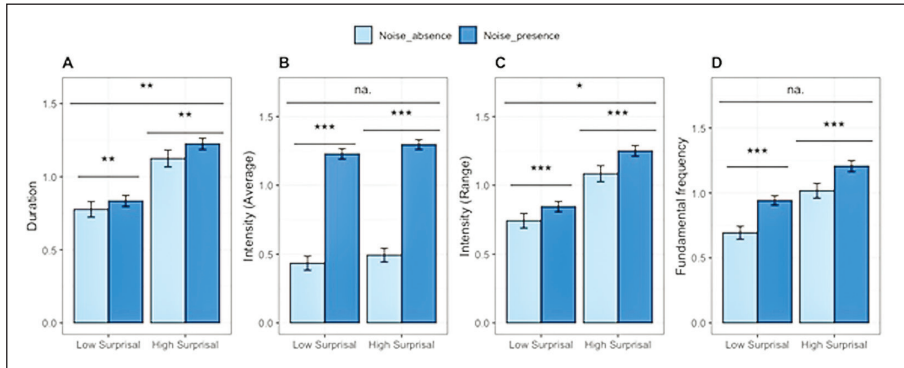 Noise_absence Noise_presence
A
**
**
**
Duration
1.5
1.0
0.5
0.0
Low Surprisal High Surprisal
B
na.
***
***
Intensity (Average)
1.5
1.0
0.5
0.0
Low Surprisal High Surprisal
C
*
***
***
Intensity (Range)
1.5
1.0
0.5
0.0
Low Surprisal High Surprisal
D
na.
***
***
Fundamental frequency
1.5
1.0
0.5
0.0
Low Surprisal High Surprisal